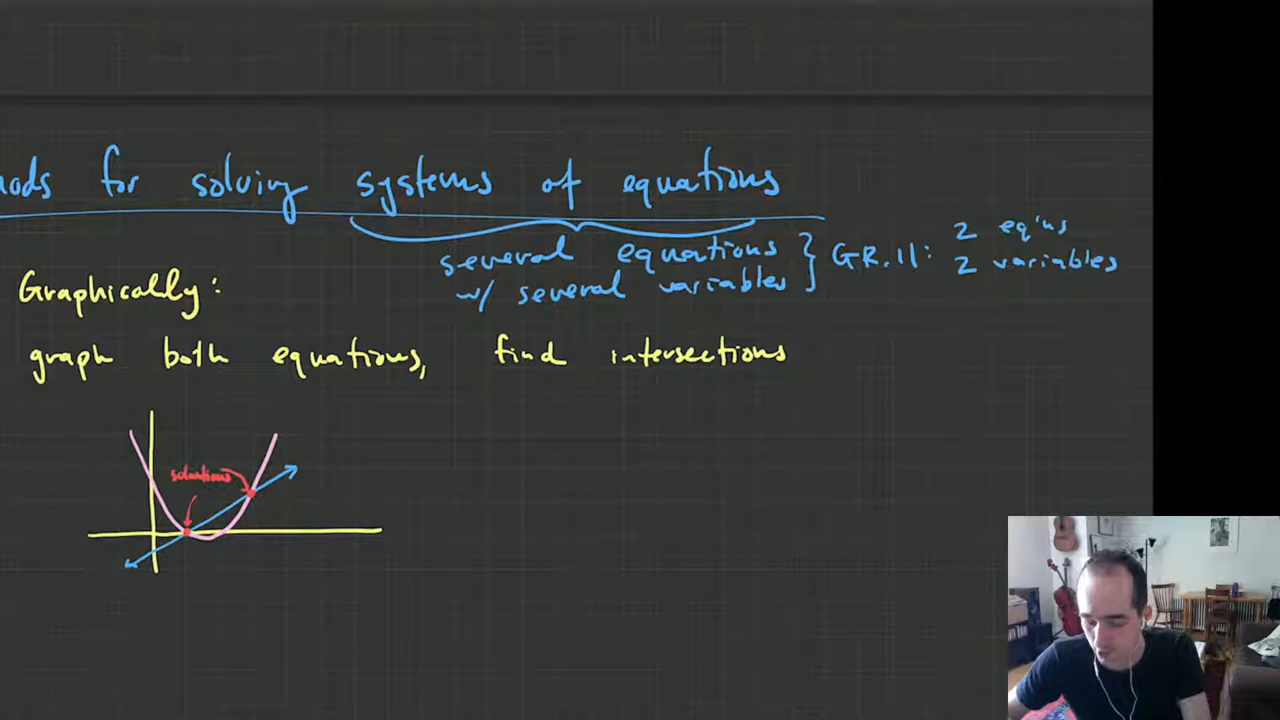 for solving systems of equations
several equations
w/ several variables
GR.11: 2 eq'ns
2 variables
Graphically:
graph both equations, find intersections
solutions